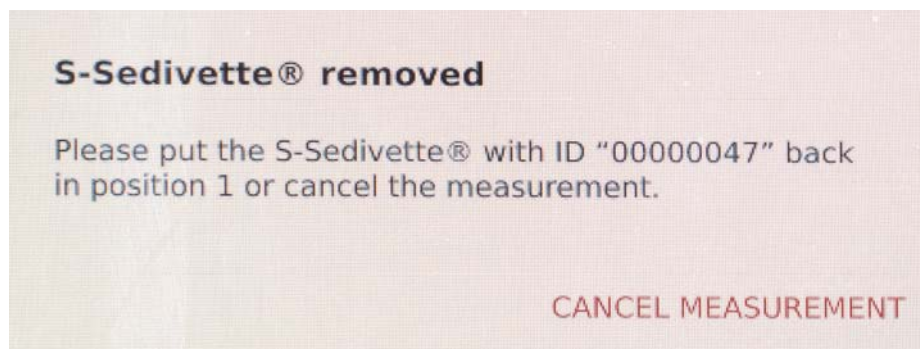 S-Sedivette® removed
Please put the S-Sedivette® with ID “00000047” back
in position 1 or cancel the measurement.
CANCEL MEASUREMENT